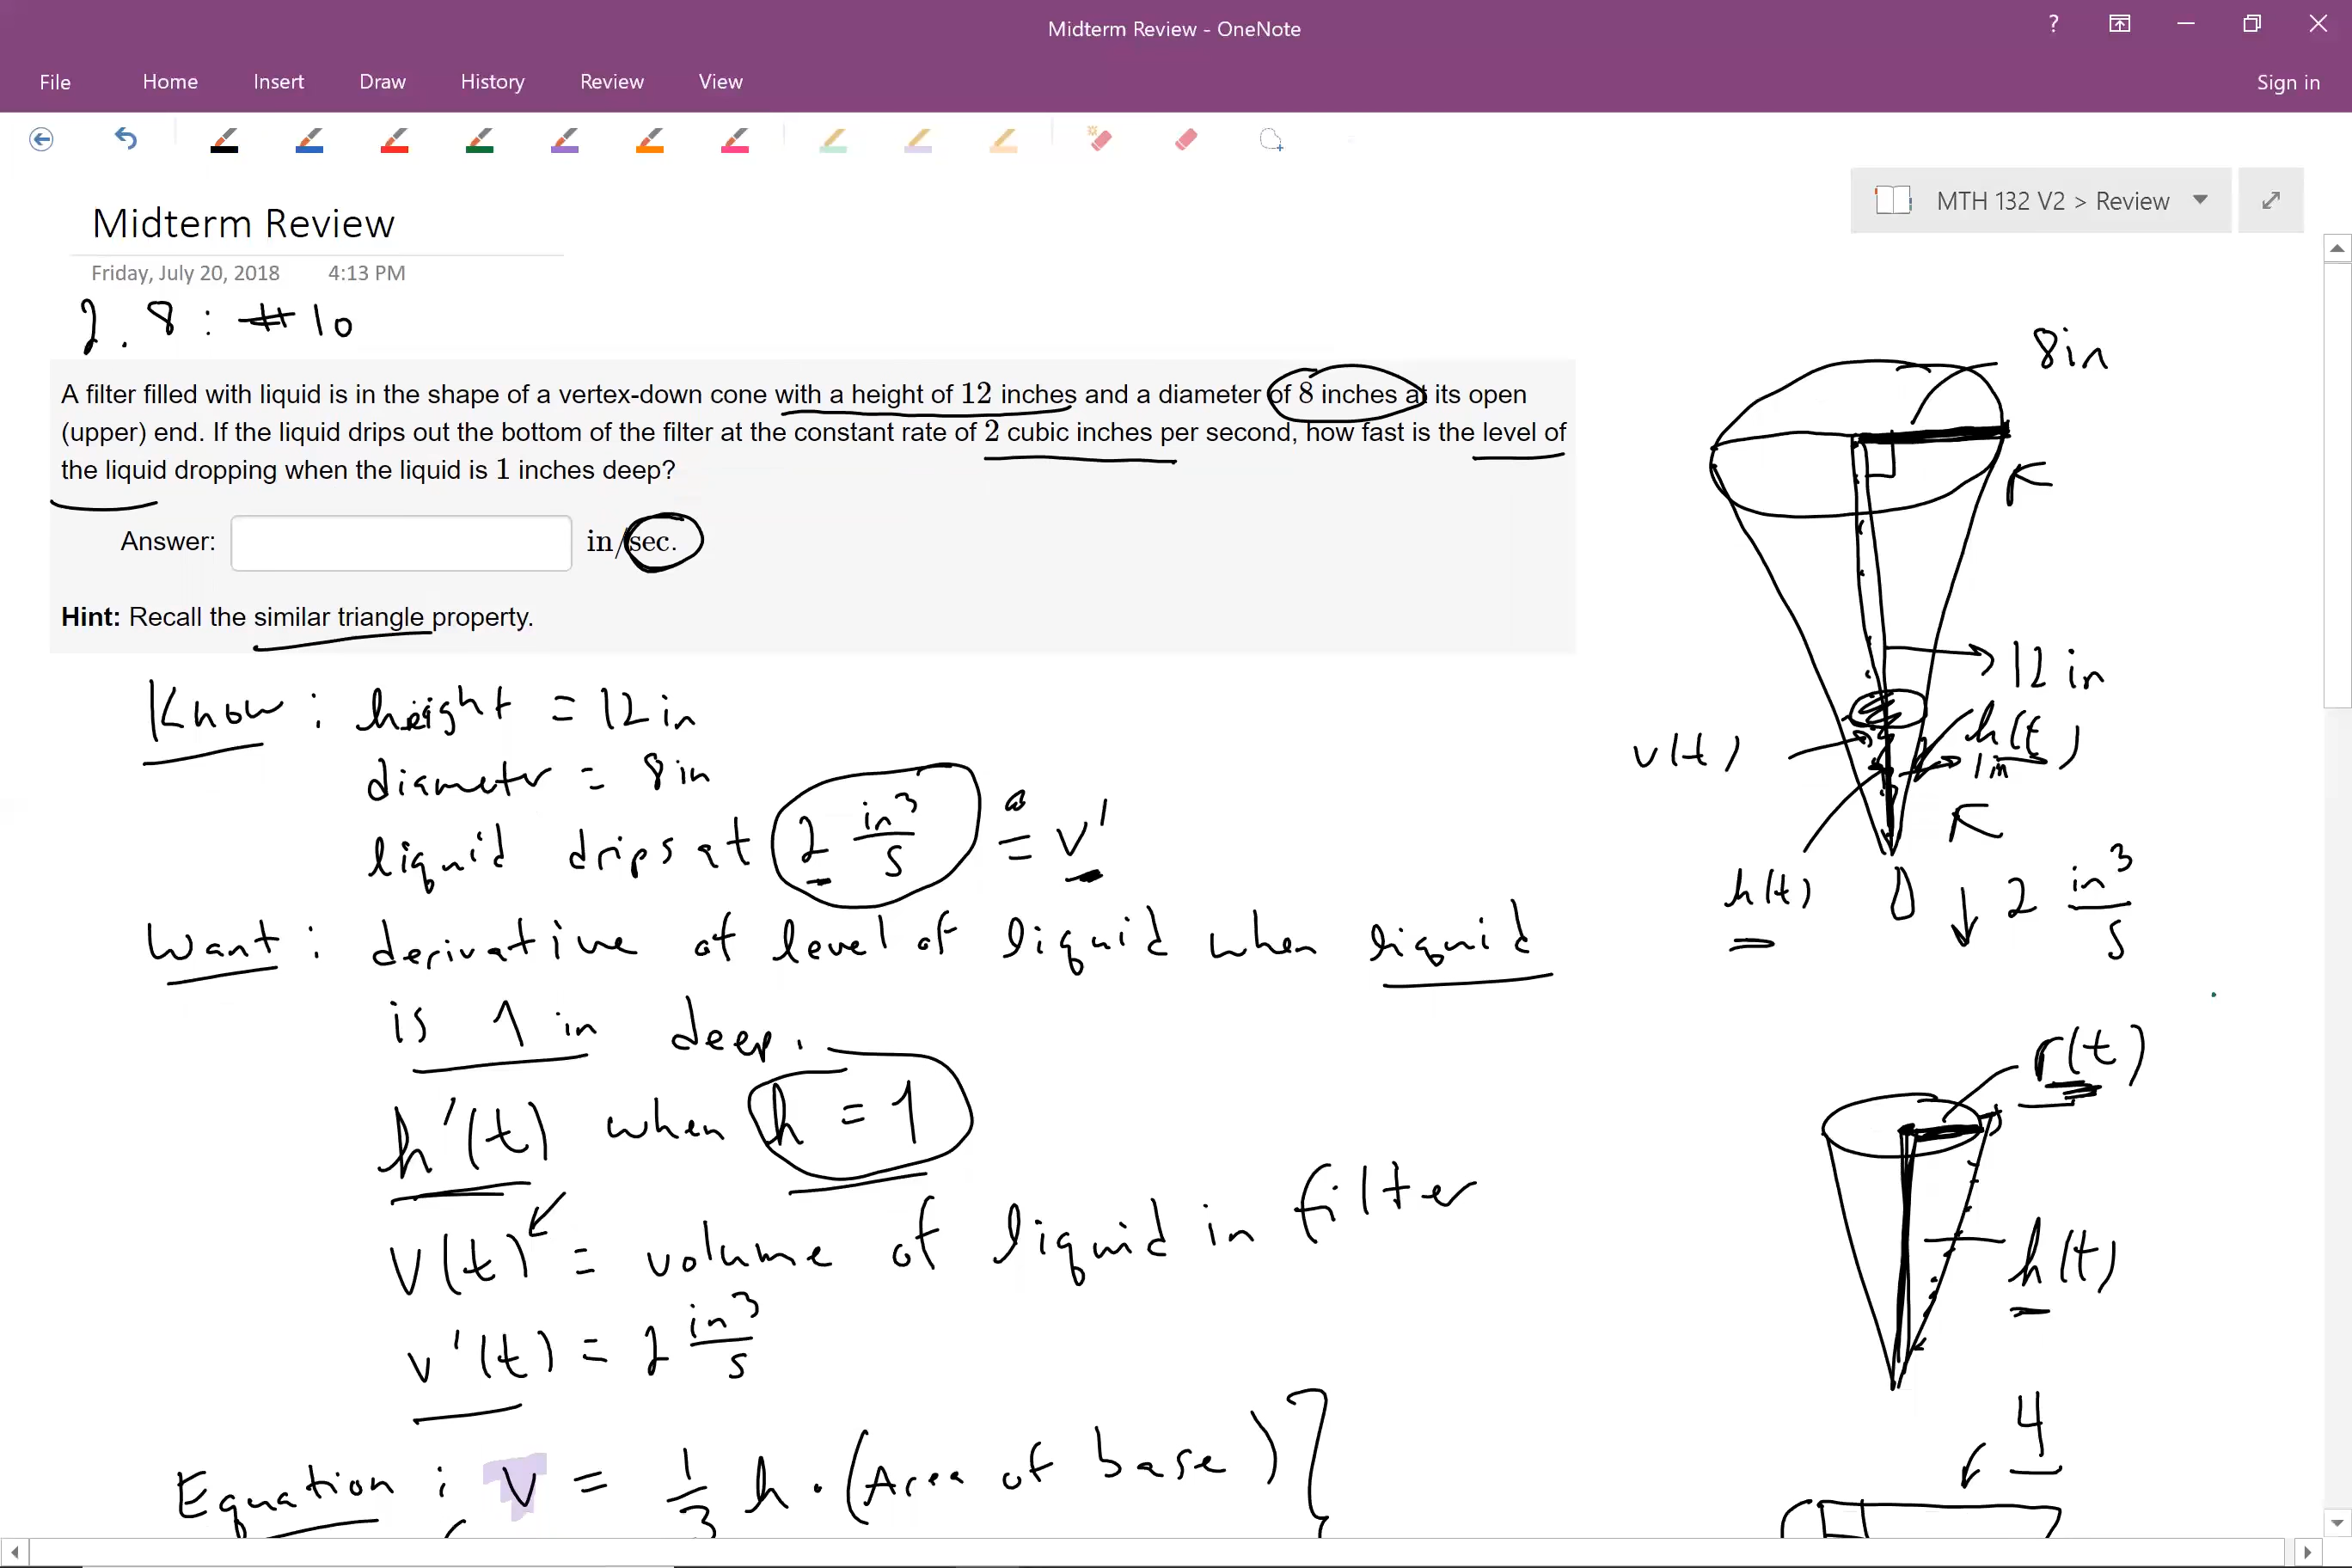 Midterm Review - OneNote
?
File Home Insert Draw History Review View
Sign in
MTH 132 V2 > Review
Midterm Review
Friday, July 20, 2018 4:13 PM
2.8: #10
A filter filled with liquid is in the shape of a vertex-down cone with a height of 12 inches and a diameter of 8 inches at its open
(upper) end. If the liquid drips out the bottom of the filter at the constant rate of 2 cubic inches per second, how fast is the level of
the liquid dropping when the liquid is 1 inches deep?
Answer: in/sec.
Hint: Recall the similar triangle property.
Know: height = 12 in
diameter = 8 in
liquid drips at 2 in³/s = v'
Want: derivative of level of liquid when liquid
is 1 in deep.
h'(t) when h = 1
V(t) = volume of liquid in filter
v'(t) = 2 in³/s
Equation: V = 1/3 h · (Area of base)
8in
12 in
h(t)
1in
v(t)
h(t)
2 in³/s
r(t)
h(t)
4